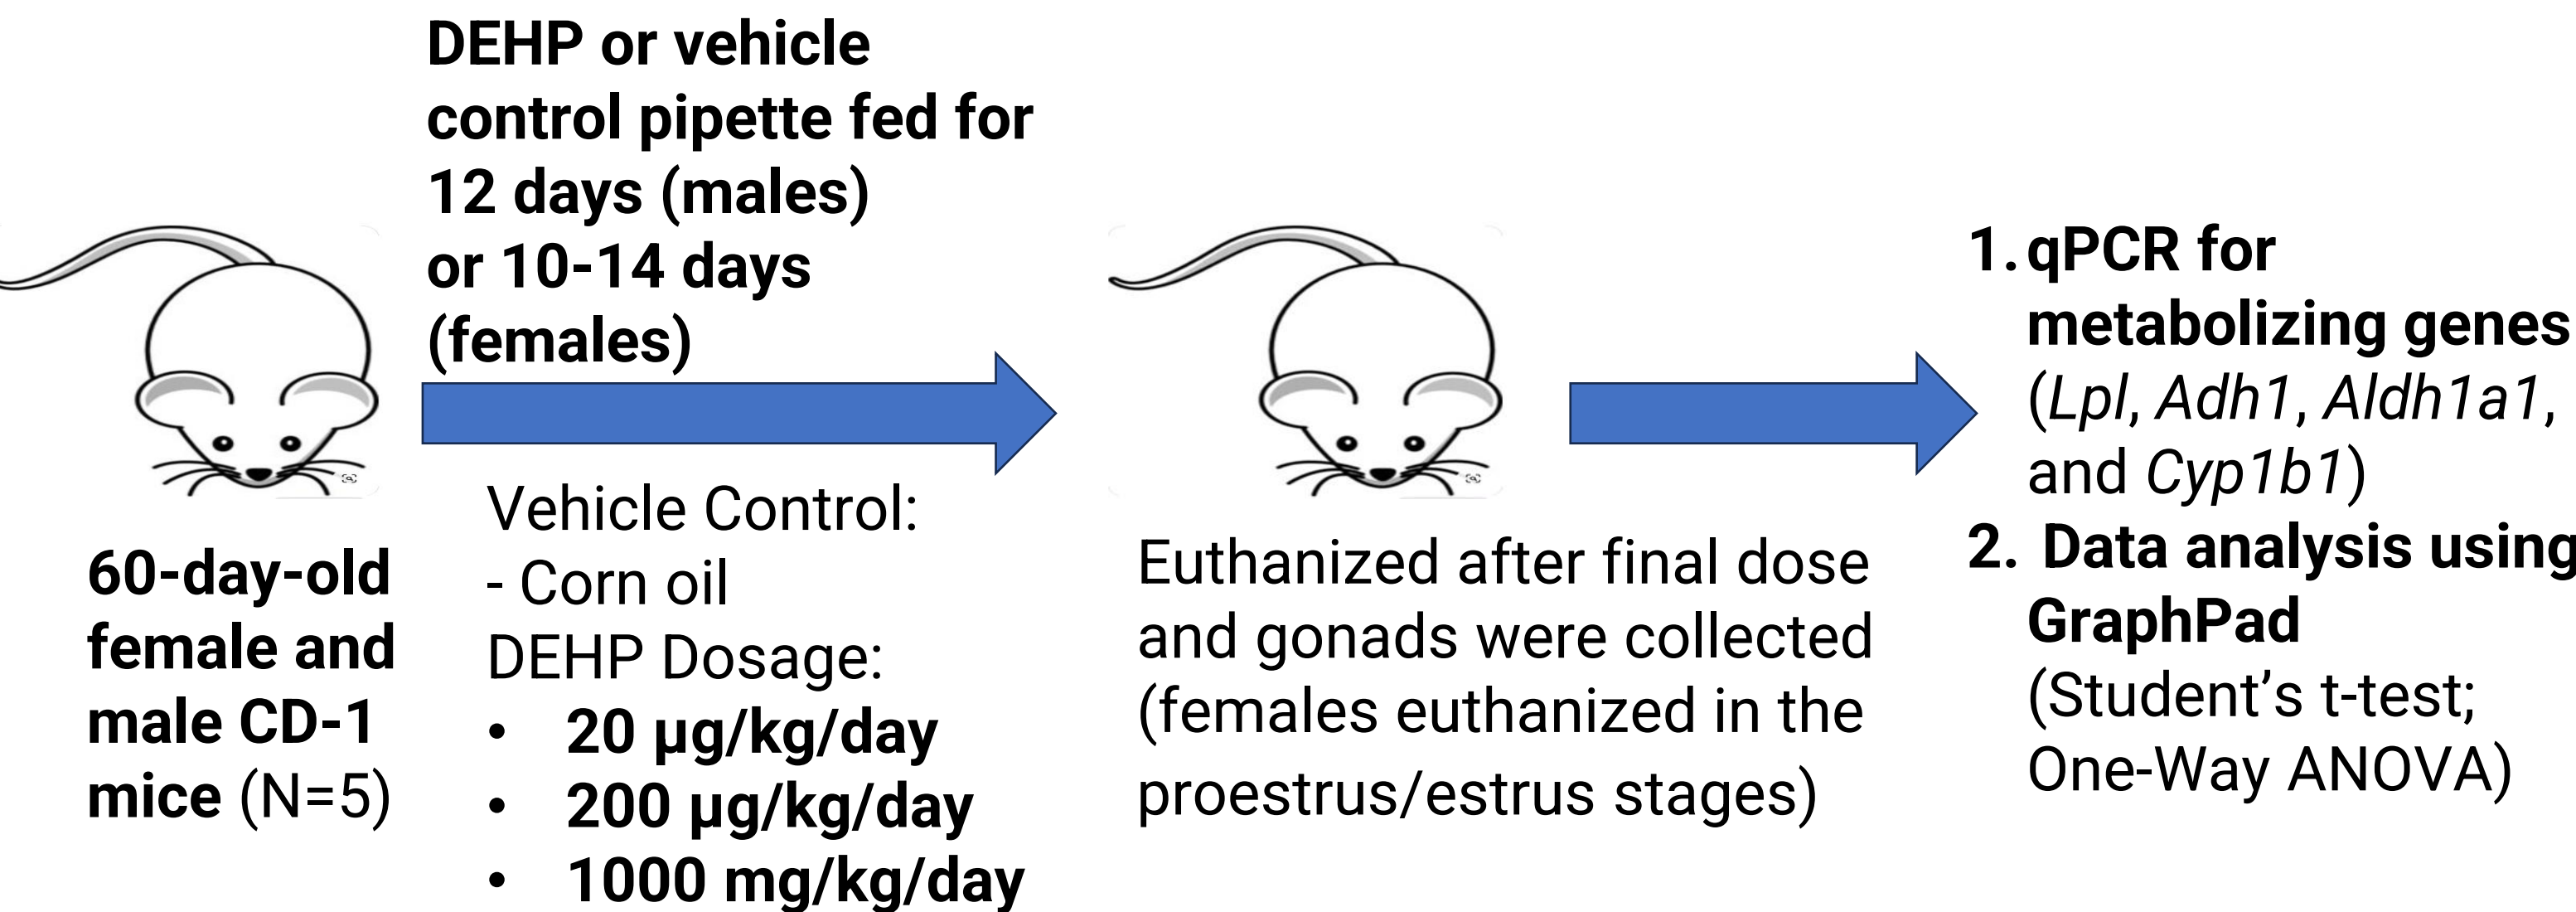 DEHP or vehicle
control pipette fed for
12 days (males)
or 10-14 days
(females)
60-day-old
female and
male CD-1
mice (N=5)
Vehicle Control:
- Corn oil
DEHP Dosage:
• 20 µg/kg/day
• 200 µg/kg/day
• 1000 mg/kg/day
Euthanized after final dose
and gonads were collected
(females euthanized in the
proestrus/estrus stages)
1. qPCR for
metabolizing genes
(Lpl, Adh1, Aldh1a1,
and Cyp1b1)
2. Data analysis using
GraphPad
(Student’s t-test;
One-Way ANOVA)